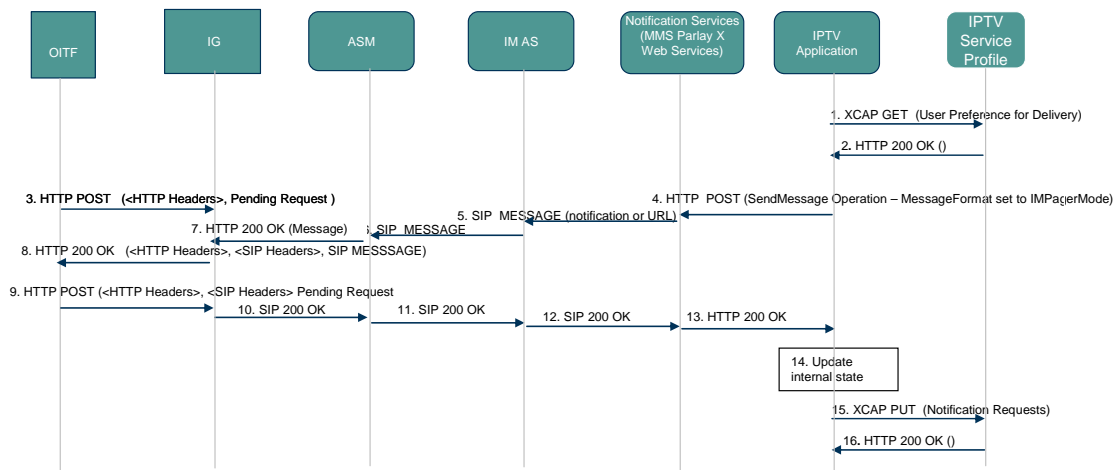 OITF
IG
ASM
IM AS
Notification Services
(MMS Parlay X
Web Services)
IPTV
Application
IPTV
Service
Profile
1. XCAP GET (User Preference for Delivery)
2. HTTP 200 OK ()
3. HTTP POST (<HTTP Headers>, Pending Request )
4. HTTP POST (SendMessage Operation – MessageFormat set to IMPagerMode)
5. SIP MESSAGE (notification or URL)
6. SIP MESSAGE
7. HTTP 200 OK (Message)
8. HTTP 200 OK (<HTTP Headers>, <SIP Headers>, SIP MESSSAGE)
9. HTTP POST (<HTTP Headers>, <SIP Headers> Pending Request
10. SIP 200 OK
11. SIP 200 OK
12. SIP 200 OK
13. HTTP 200 OK
14. Update
internal state
15. XCAP PUT (Notification Requests)
16. HTTP 200 OK ()